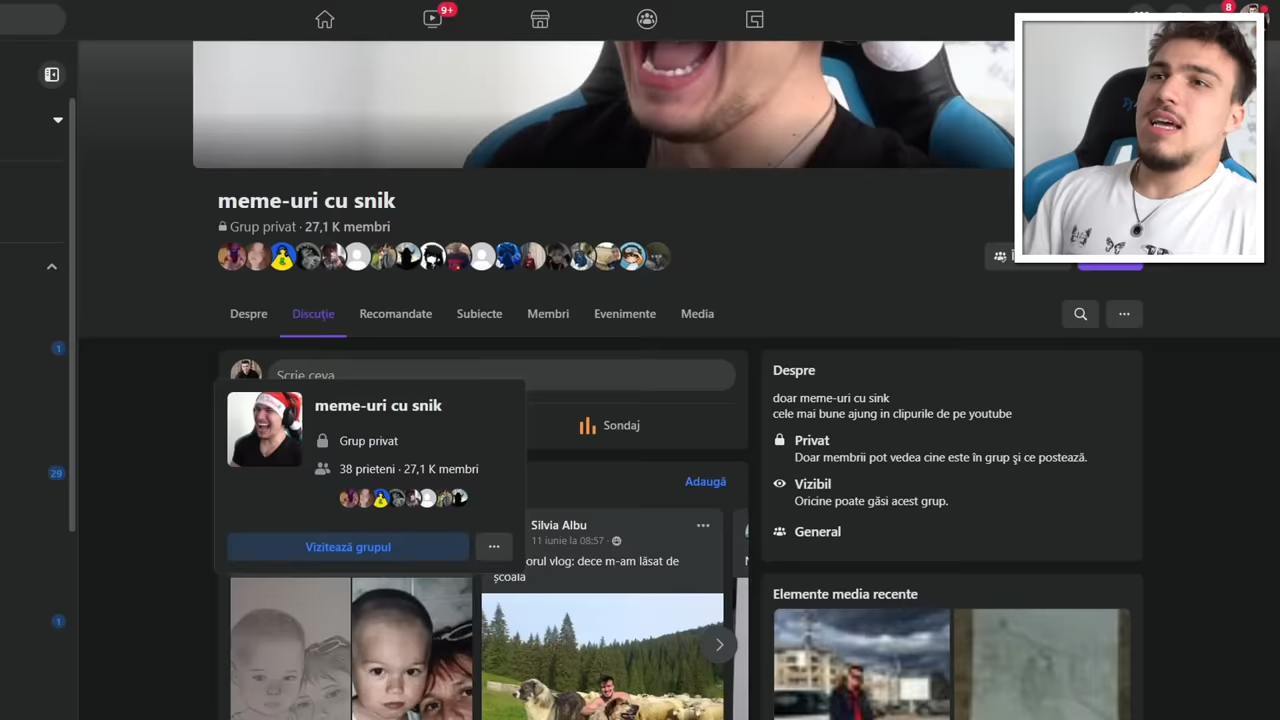 9+
8
meme-uri cu snik
Grup privat · 27,1 K membri
Despre
Discuție
Recomandate
Subiecte
Membri
Evenimente
Media
1
29
1
Scrie ceva
Sondaj
meme-uri cu snik
Grup privat
38 prieteni · 27,1 K membri
Vizitează grupul
Adaugă
Silvia Albu
11 iunie la 08:57 ·
orul vlog: dece m-am lăsat de
școala
Despre
doar meme-uri cu sink
cele mai bune ajung in clipurile de pe youtube
Privat
Doar membrii pot vedea cine este în grup și ce postează.
Vizibil
Oricine poate găsi acest grup.
General
Elemente media recente